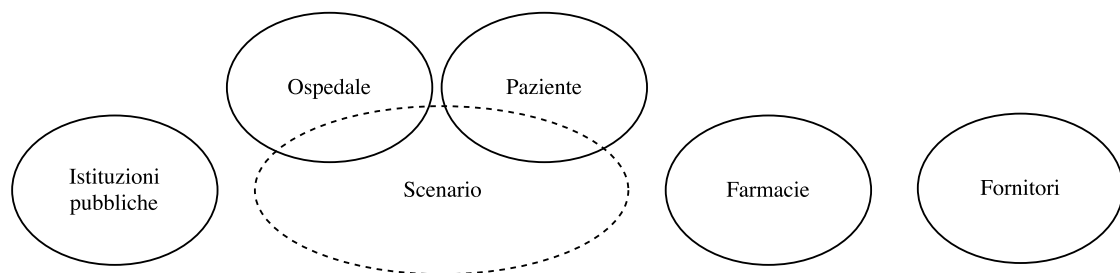 Ospedale
Paziente
Istituzioni
pubbliche
Scenario
Farmacie
Fornitori